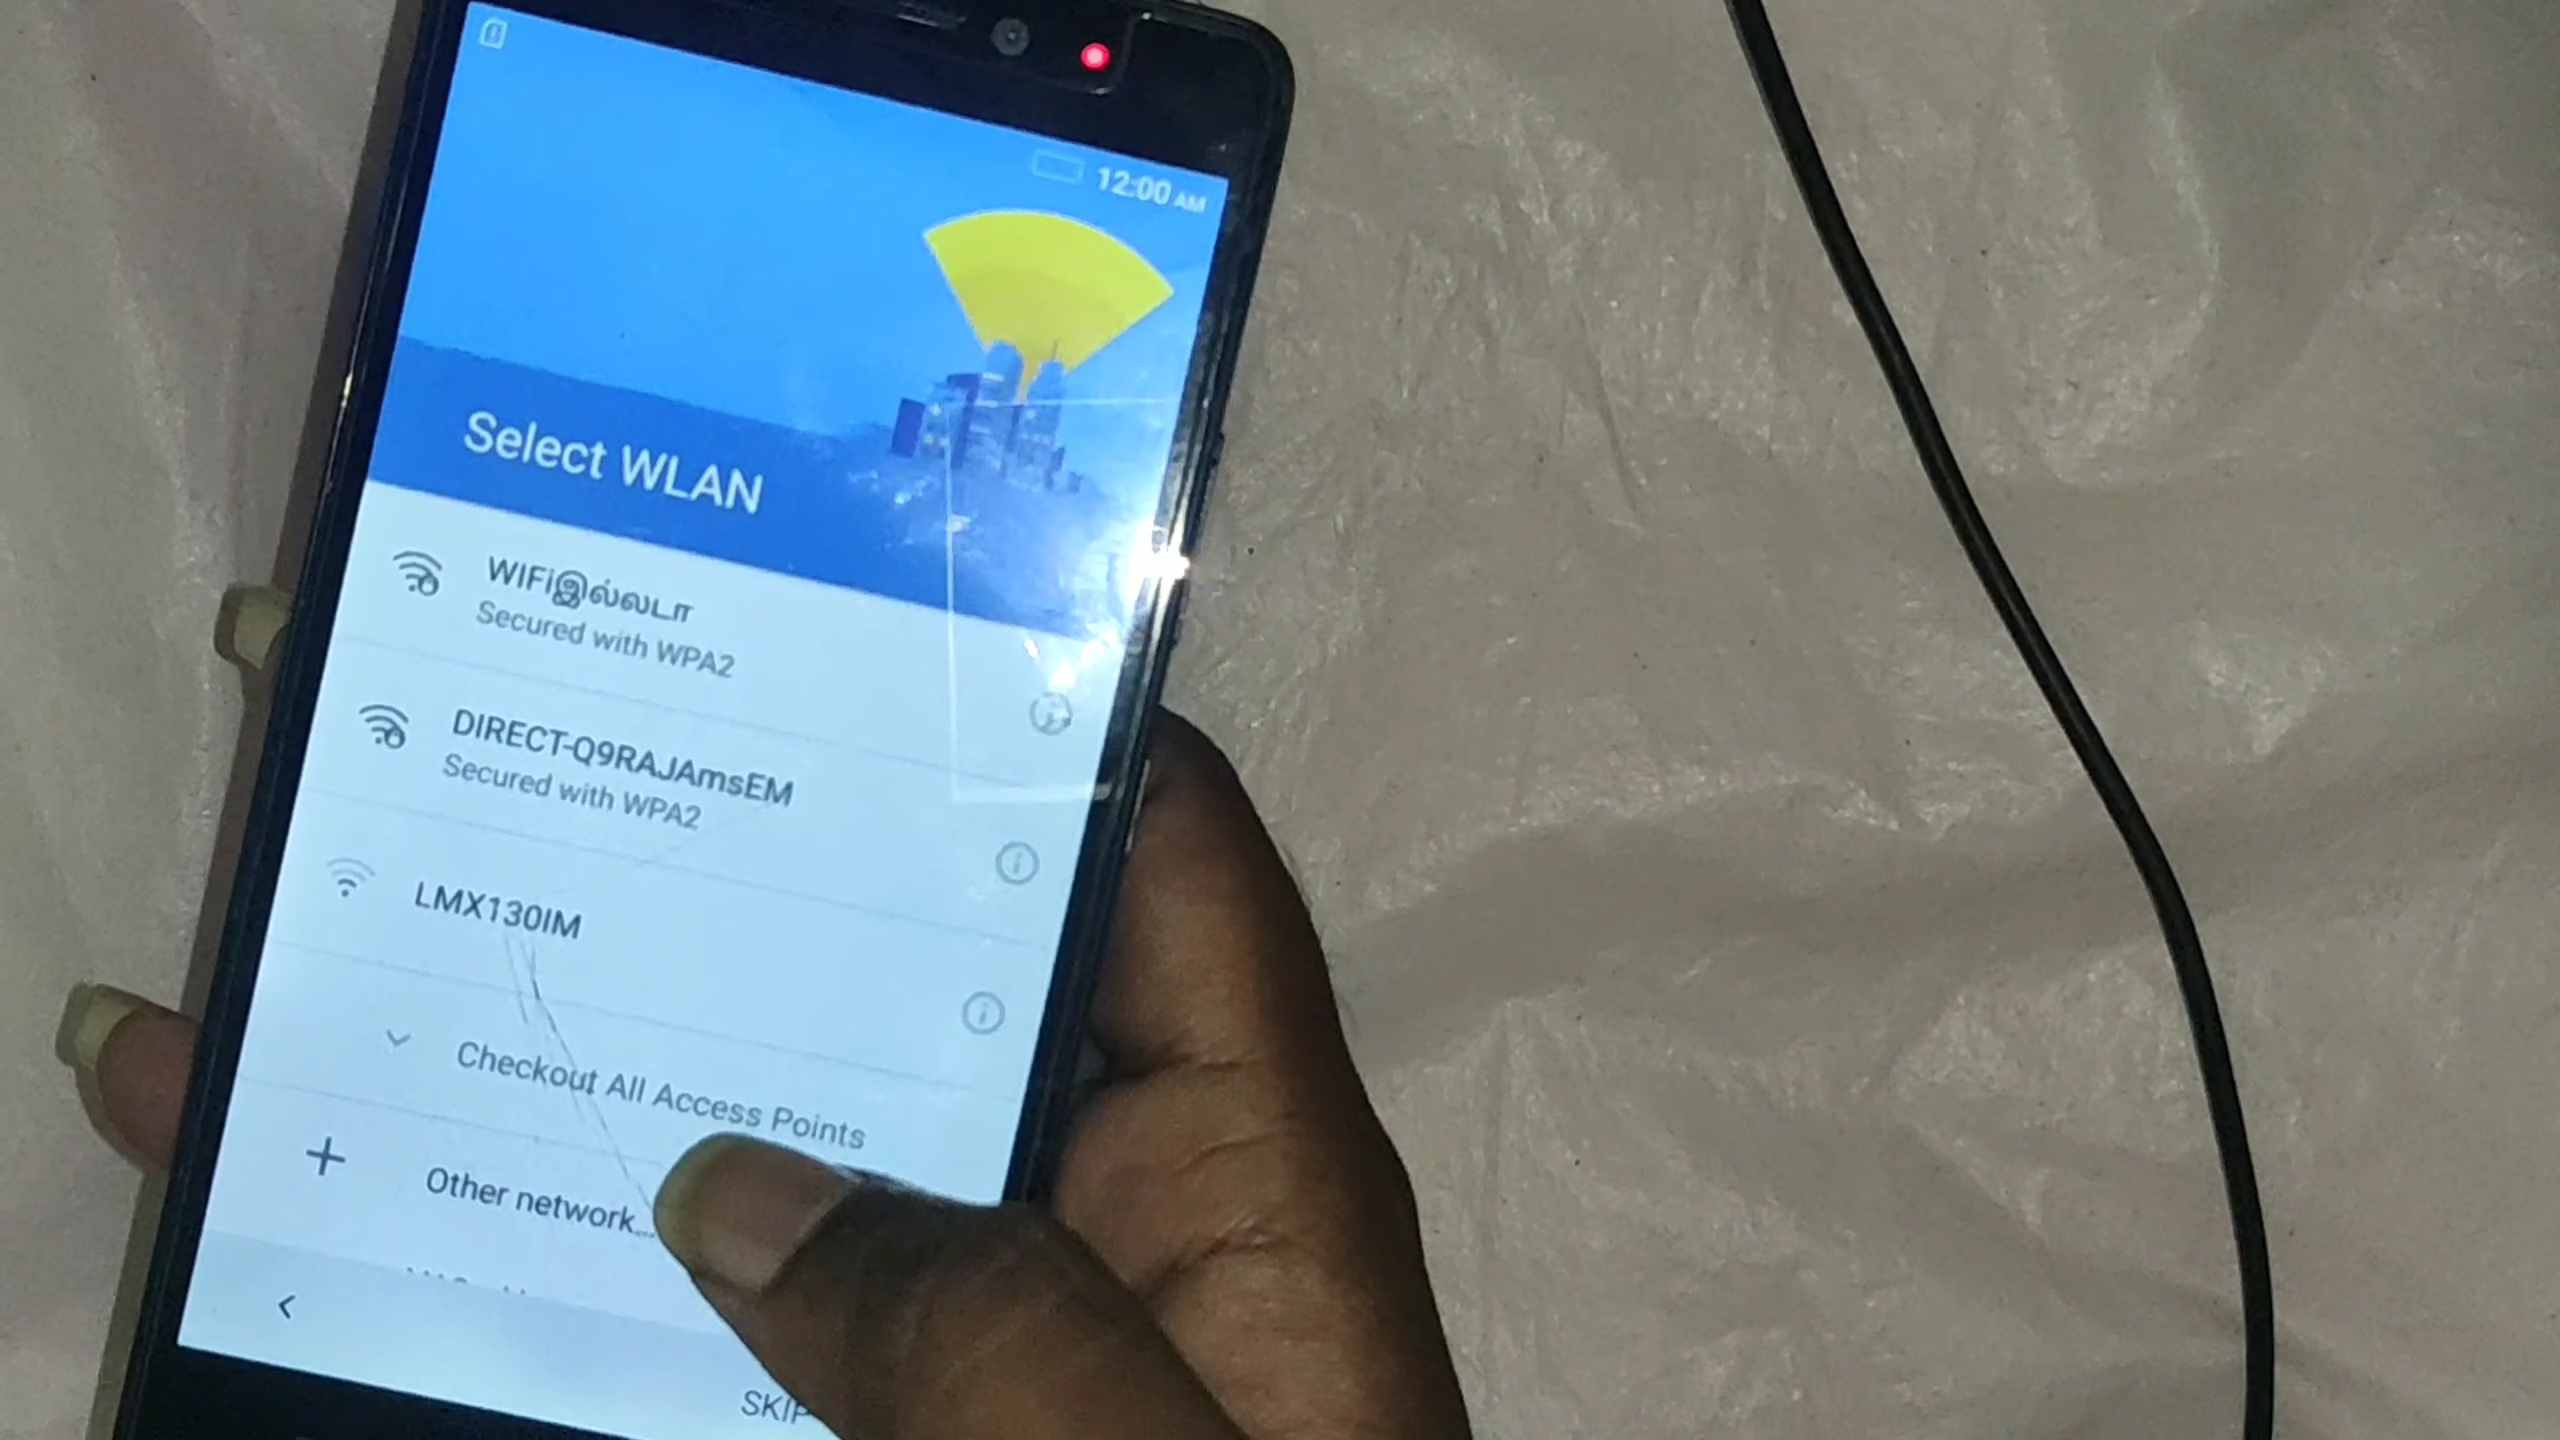 12:00 AM
Select WLAN
WIFiஇல்லடா
Secured with WPA2
DIRECT-Q9RAJAmsEM
Secured with WPA2
LMX130IM
Checkout All Access Points
Other network...
SKIP